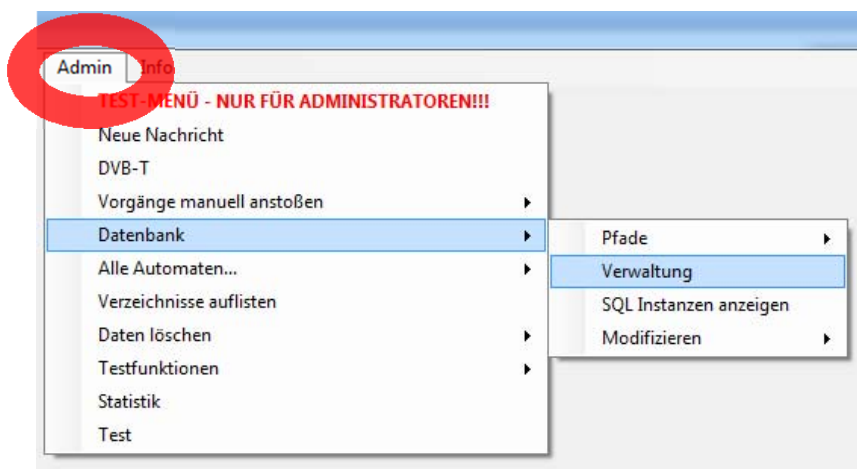 Admin Info
TEST-MENÜ - NUR FÜR ADMINISTRATOREN!!!
Neue Nachricht
DVB-T
Vorgänge manuell anstoßen
Datenbank
Alle Automaten...
Verzeichnisse auflisten
Daten löschen
Testfunktionen
Statistik
Test
Pfade
Verwaltung
SQL Instanzen anzeigen
Modifizieren